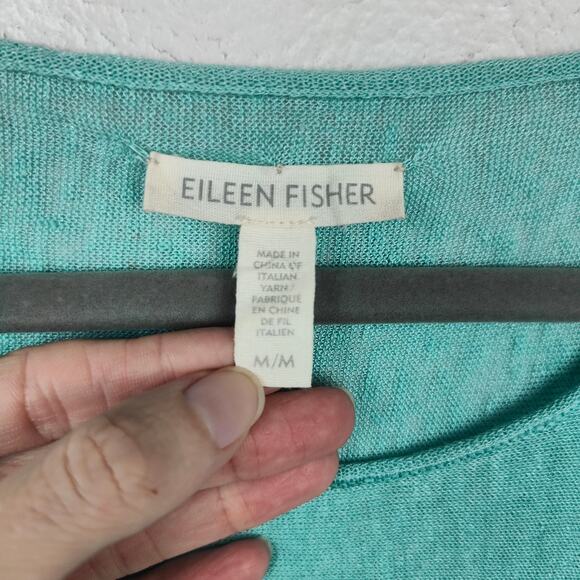 EILEEN FISHER
MADE IN
CHINA OF
ITALIAN
YARN/
FABRIQUE
EN CHINE
DE FIL
ITALIEN
M/M